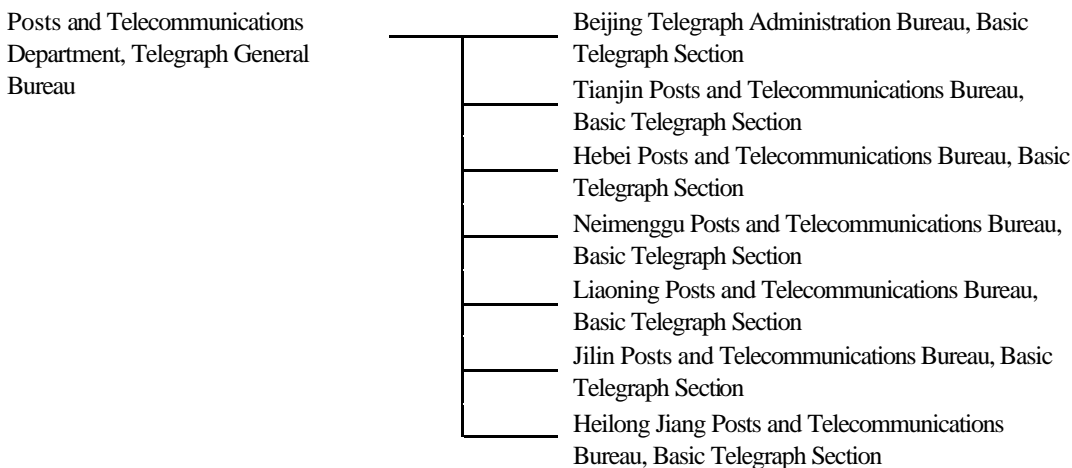 Posts and Telecommunications
Department, Telegraph General
Bureau
Beijing Telegraph Administration Bureau, Basic
Telegraph Section
Tianjin Posts and Telecommunications Bureau,
Basic Telegraph Section
Hebei Posts and Telecommunications Bureau, Basic
Telegraph Section
Neimenggu Posts and Telecommunications Bureau,
Basic Telegraph Section
Liaoning Posts and Telecommunications Bureau,
Basic Telegraph Section
Jilin Posts and Telecommunications Bureau, Basic
Telegraph Section
Heilong Jiang Posts and Telecommunications
Bureau, Basic Telegraph Section